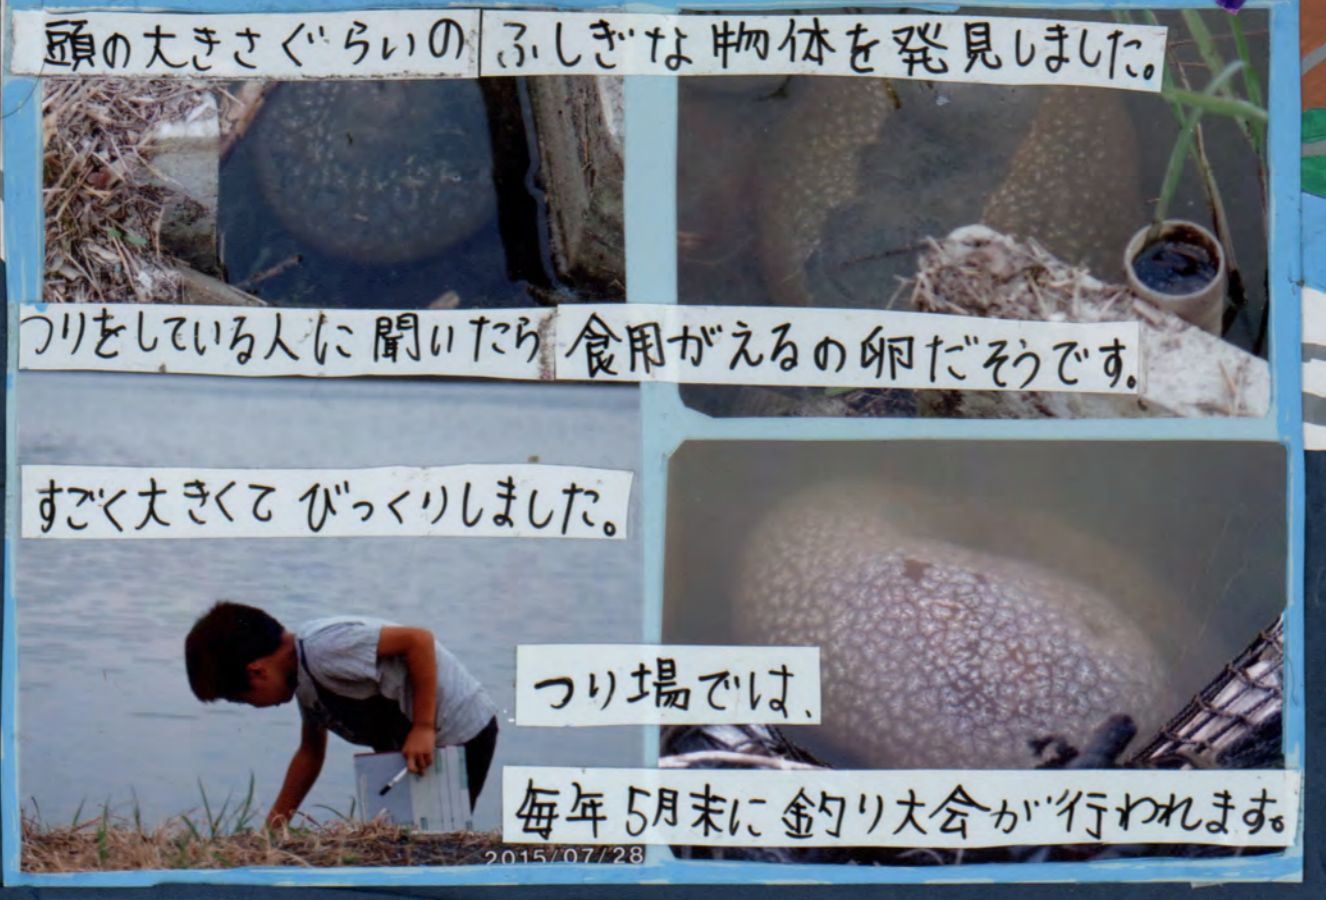 頭の大きさぐらいのふしぎな物体を発見しました。
つりをしている人に聞いたら食用がえるの卵だそうです。
すごく大きくてびっくりしました。
つり場では、
毎年5月末に釣り大会が行われます。
2015/07/28